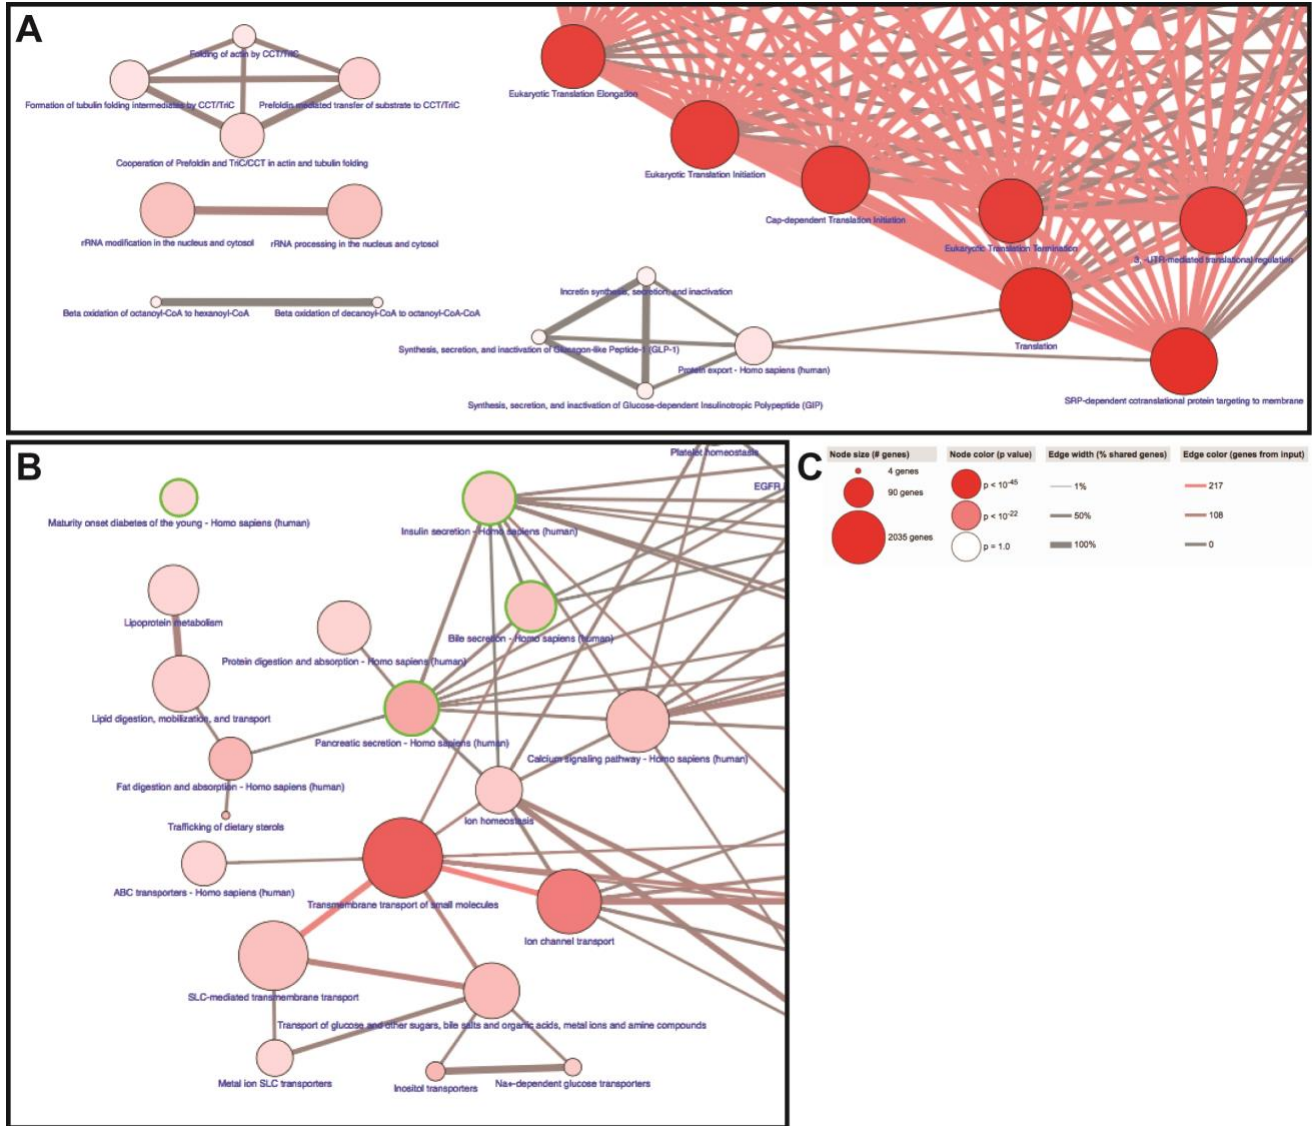 A
Folding of actin by CCT/TriC
Formation of tubulin folding intermediates by CCT/TriC
Prefoldin mediated transfer of substrate to CCT/TriC
Cooperation of Prefoldin and TriC/CCT in actin and tubulin folding
rRNA modification in the nucleus and cytosol
rRNA processing in the nucleus and cytosol
Beta oxidation of octanoyl-CoA to hexanoyl-CoA
Beta oxidation of decanoyl-CoA to octanoyl-CoA-CoA
Eukaryotic Translation Elongation
Eukaryotic Translation Initiation
Cap-dependent Translation Initiation
Eukaryotic Translation Termination
3, -UTR-mediated translational regulation
Incretin synthesis, secretion, and inactivation
Synthesis, secretion, and inactivation of Glucagon-like Peptide-1 (GLP-1)
Protein export - Homo sapiens (human)
Translation
Synthesis, secretion, and inactivation of Glucose-dependent Insulinotropic Polypeptide (GIP)
SRP-dependent cotranslational protein targeting to membrane
B
Platelet homeostasis
EGFR
Maturity onset diabetes of the young - Homo sapiens (human)
Insulin secretion - Homo sapiens (human)
Lipoprotein metabolism
Bile secretion - Homo sapiens (human)
Protein digestion and absorption - Homo sapiens (human)
Lipid digestion, mobilization, and transport
Pancreatic secretion - Homo sapiens (human)
Calcium signaling pathway - Homo sapiens (human)
Fat digestion and absorption - Homo sapiens (human)
Trafficking of dietary sterols
Ion homeostasis
ABC transporters - Homo sapiens (human)
Transmembrane transport of small molecules
Ion channel transport
SLC-mediated transmembrane transport
Transport of glucose and other sugars, bile salts and organic acids, metal ions and amine compounds
Metal ion SLC transporters
Inositol transporters
Na+-dependent glucose transporters
C
Node size (# genes)
4 genes
90 genes
2035 genes
Node color (p value)
p < 10-45
p < 10-22
p = 1.0
Edge width (% shared genes)
1%
50%
100%
Edge color (genes from input)
217
108
0